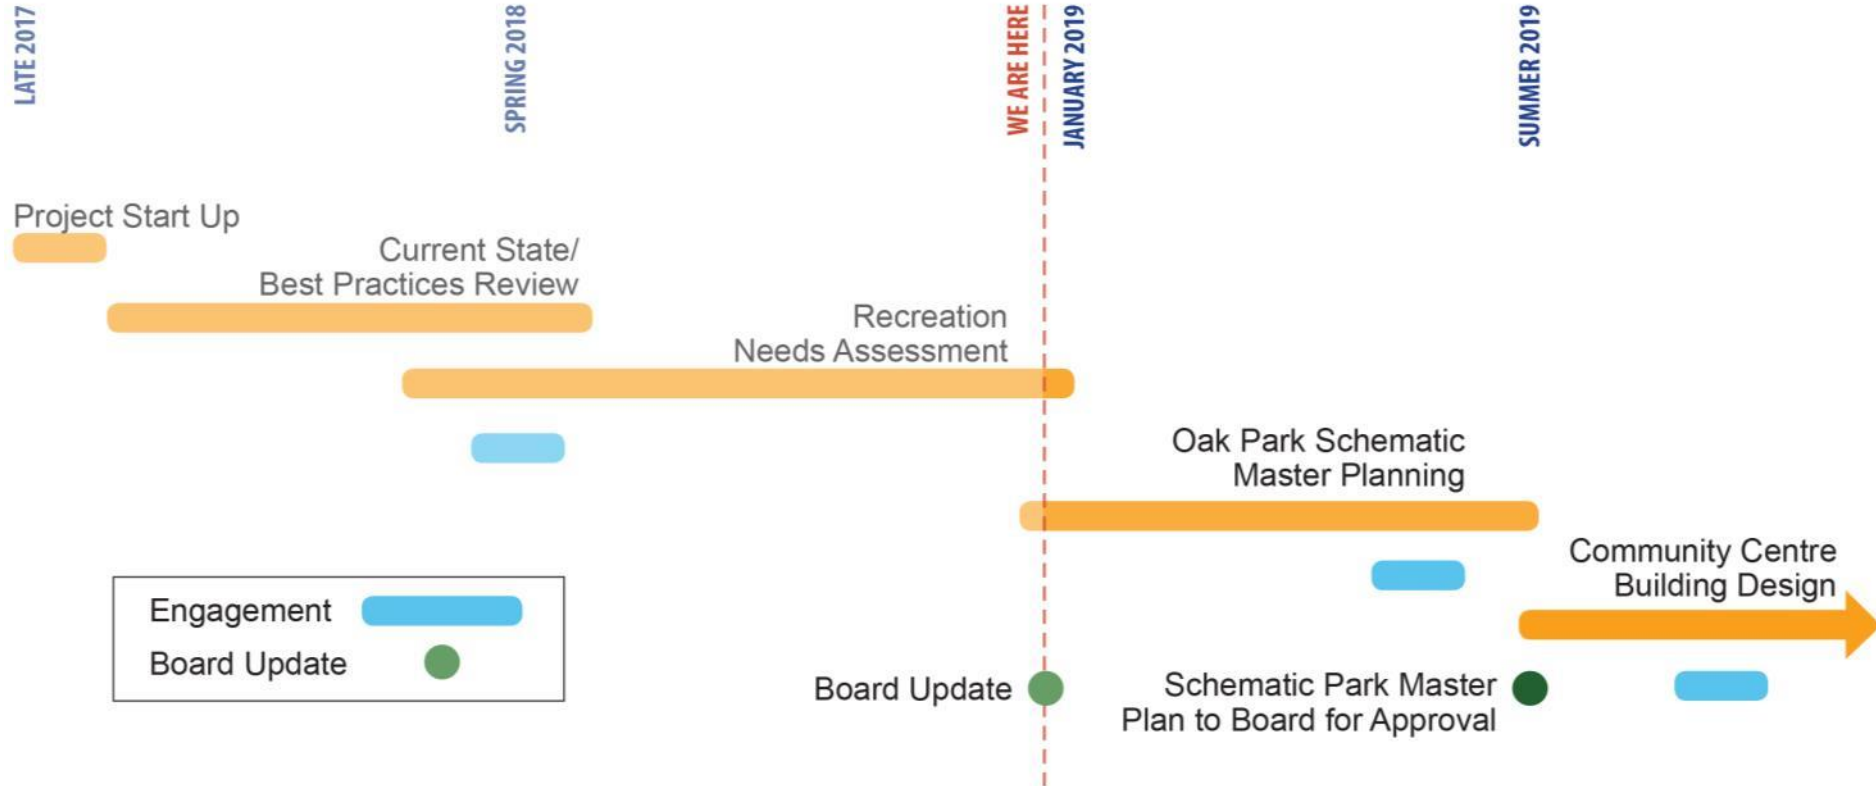 LATE 2017
SPRING 2018
WE ARE HERE
JANUARY 2019
SUMMER 2019
Project Start Up
Current State/
Best Practices Review
Recreation
Needs Assessment
Oak Park Schematic
Master Planning
Community Centre
Building Design
Engagement
Board Update
Board Update
Schematic Park Master
Plan to Board for Approval